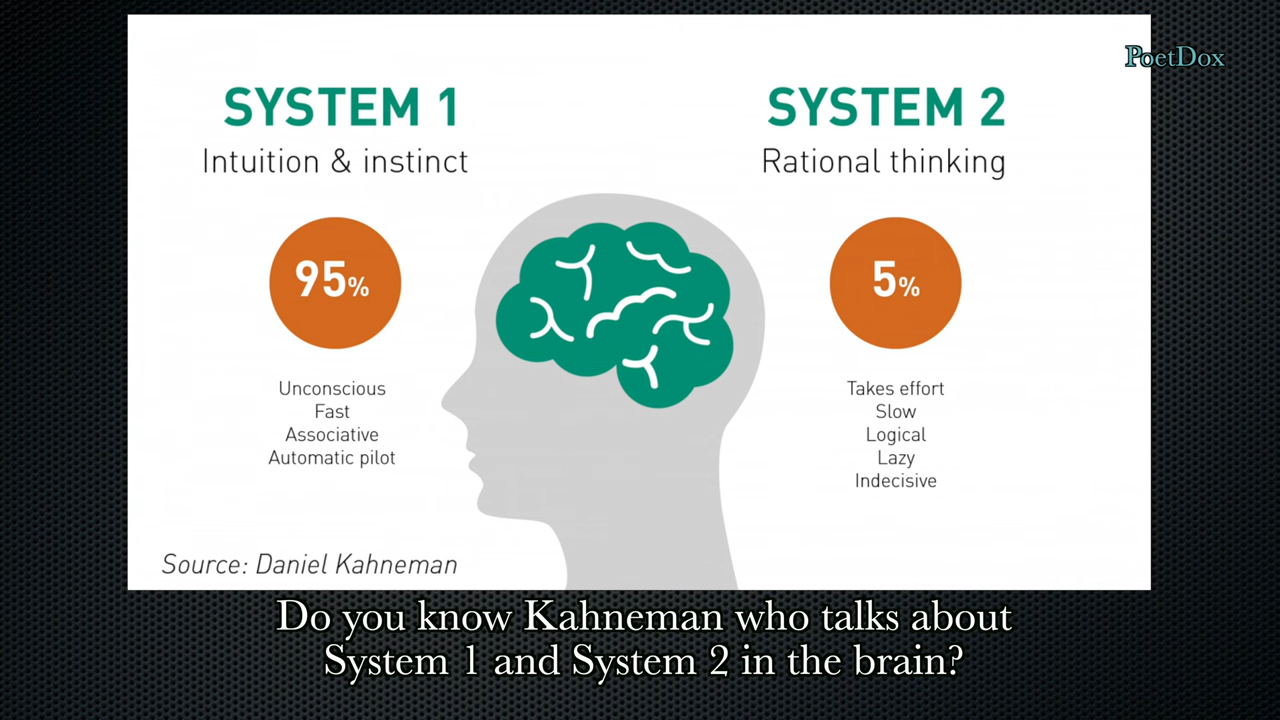 PoetDox
SYSTEM 1
Intuition & instinct
95%
Unconscious
Fast
Associative
Automatic pilot
SYSTEM 2
Rational thinking
5%
Takes effort
Slow
Logical
Lazy
Indecisive
Source: Daniel Kahneman
Do you know Kahneman who talks about
System 1 and System 2 in the brain?